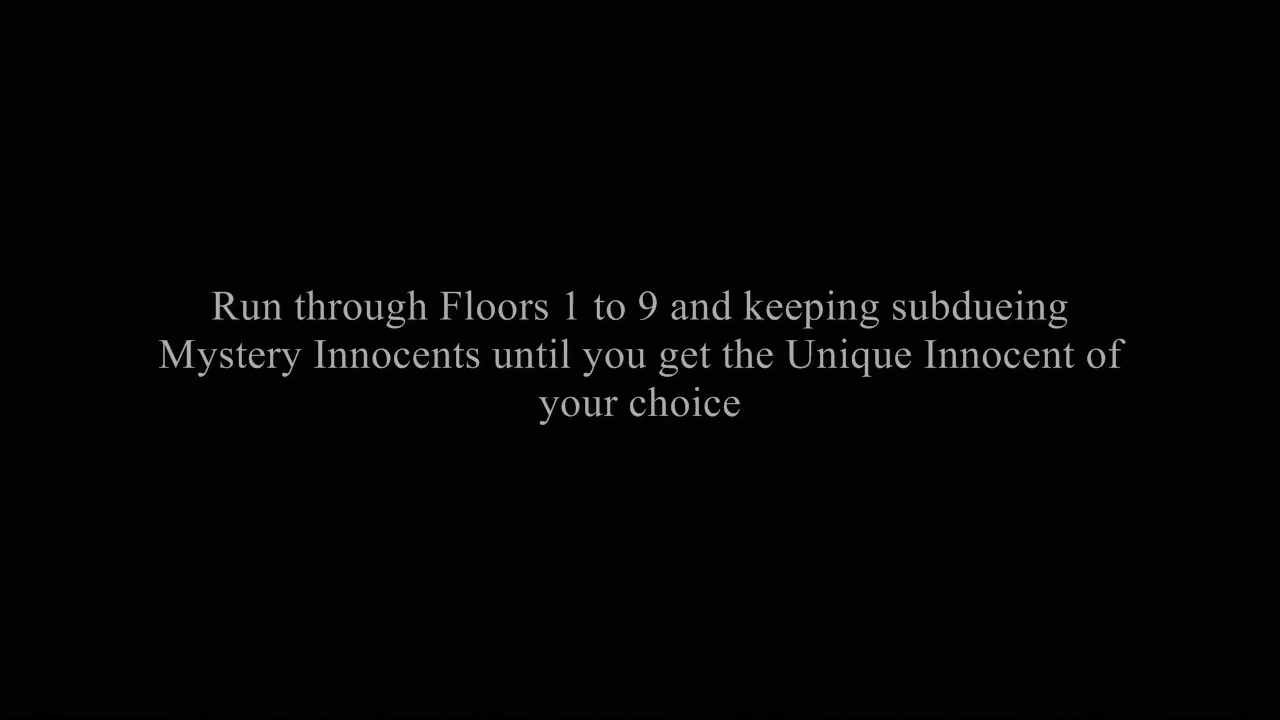 Run through Floors 1 to 9 and keeping subdueing
Mystery Innocents until you get the Unique Innocent of
your choice